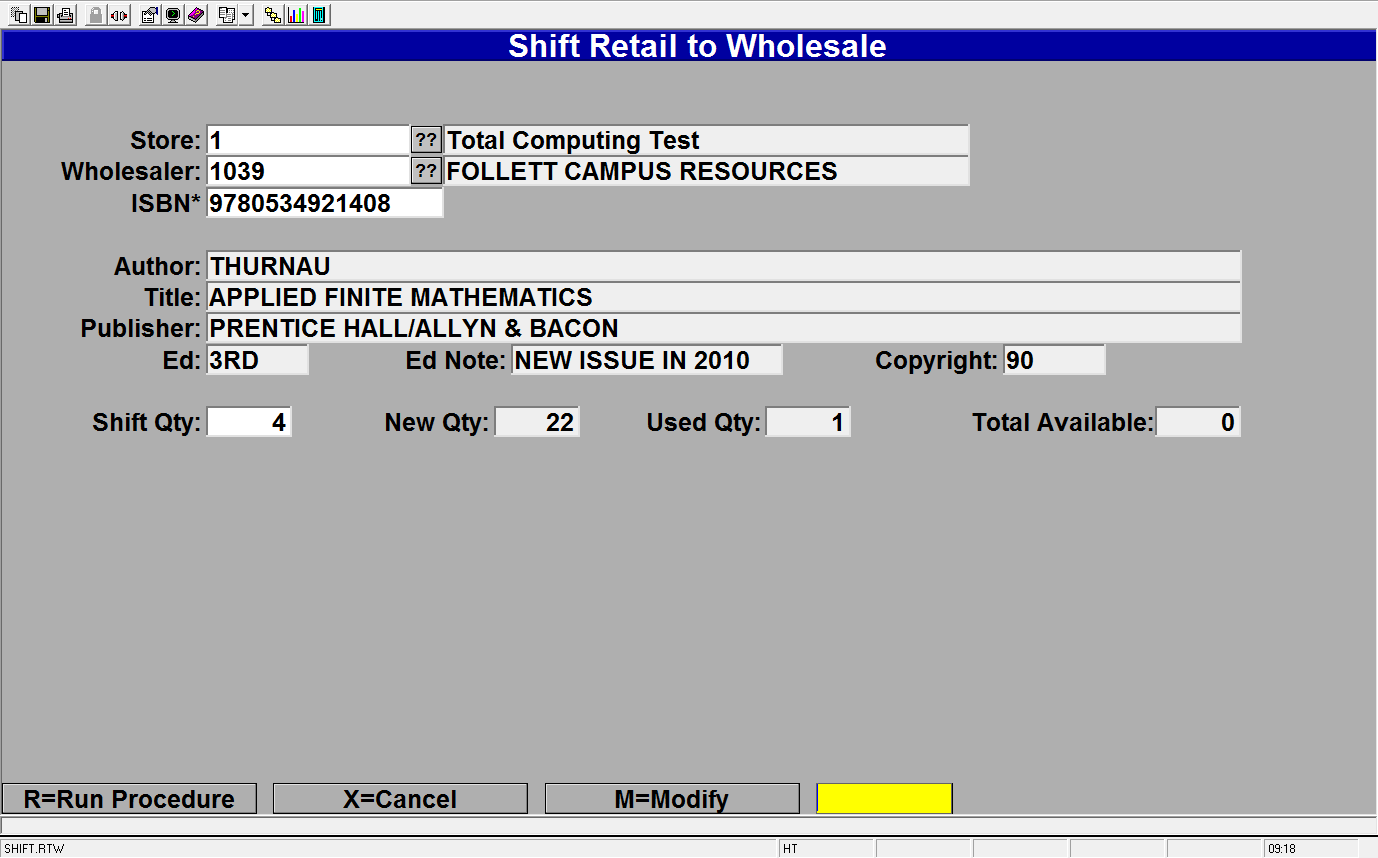 Shift Retail to Wholesale
Store: 1 ?? Total Computing Test
Wholesaler: 1039 ?? FOLLETT CAMPUS RESOURCES
ISBN* 9780534921408
Author: THURNAU
Title: APPLIED FINITE MATHEMATICS
Publisher: PRENTICE HALL/ALLYN & BACON
Ed: 3RD Ed Note: NEW ISSUE IN 2010 Copyright: 90
Shift Qty: 4 New Qty: 22 Used Qty: 1 Total Available: 0
R=Run Procedure X=Cancel M=Modify
SHIFT.RTW HT 09:18